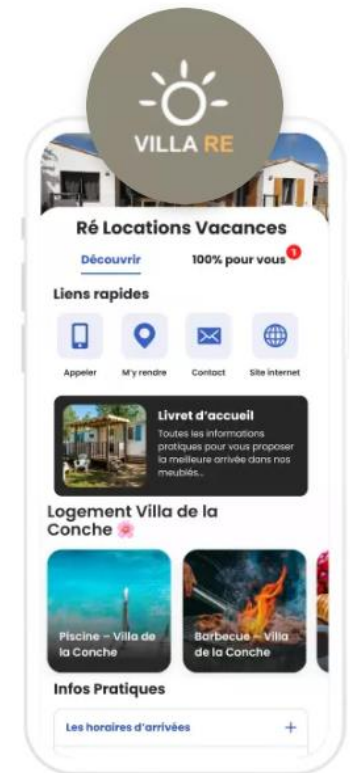 VILLA RE
Ré Locations Vacances
Découvrir
100% pour vous
1
Liens rapides
Appeler
M'y rendre
Contact
Site internet
Livret d'accueil
Toutes les informations
pratiques pour vous proposer
la meilleure arrivée dans nos
meublés...
Logement Villa de la
Conche 🌸
Piscine – Villa de
la Conche
Barbecue – Villa
de la Conche
Infos Pratiques
Les horaires d'arrivées
+